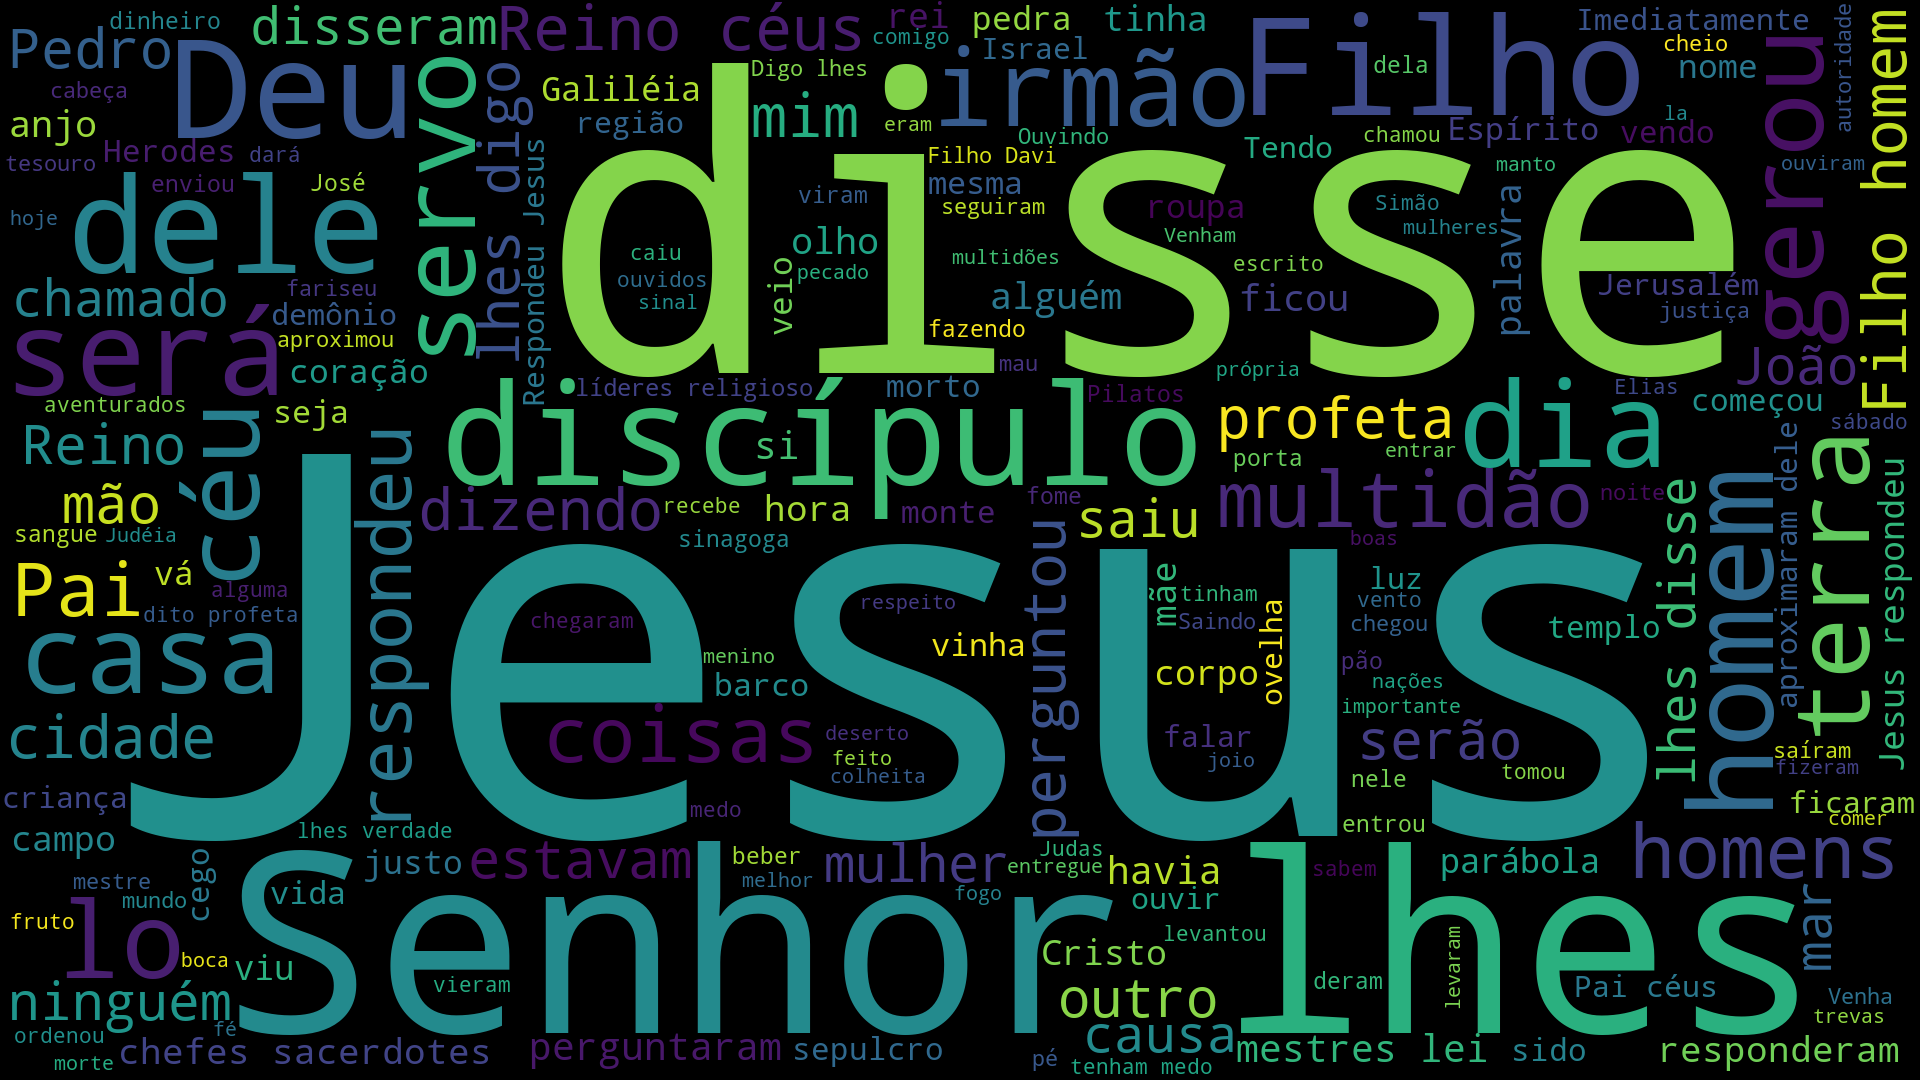 dinheiro
disseram
Reino céus
rei
comigo
pedra
tinha
Imediatamente
autoridade
Pedro
Deu
servo
Israel
Digo lhes
irmão
Filho
cheio
nome
gerou
Filho homem
cabeça
lhes digo
Galiléia
mim
dela
anjo
região
eram
Ouvindo
la
chamou
Espírito
vendo
tesouro
Herodes
dará
disse
Filho Davi
Tendo
manto
ouviram
enviou
José
Respondeu Jesus
viram
mesma
seguiram
roupa
Simão
palavra
hoje
dele
caiu
olho
Venham
mulheres
ouvidos
pecado
multidões
escrito
chamado
fariseu
sinal
veio
alguém
ficou
Jerusalém
demônio
justiça
será
aproximou
fazendo
coração
líderes religioso
morto
mau
Pilatos
própria
João
aventurados
seja
discípulo
profeta
dia
Elias
começou
sábado
Reino
céu
respondeu
si
porta
entrar
terra
mão
dizendo
recebe
hora
monte
fome
saiu
multidão
noite
lhes disse
homem
aproximaram dele
Jesus respondeu
sangue
Judéia
sinagoga
perguntou
boas
Pai
vá
alguma
dito profeta
Jesus
chegaram
respeito
mãe
tinham
luz
vento
Saindo
chegou
ovelha
templo
casa
menino
vinha
barco
corpo
pão
nações
importante
cidade
coisas
deserto
feito
colheita
falar
joio
serão
nele
tomou
saíram
fizeram
criança
medo
ficaram
comer
campo
lhes verdade
entrou
cego
justo
estavam
beber
melhor
mulher
Judas
entregue
havia
sabem
parábola
homens
mestre
mundo
vida
fogo
ouvir
mar
fruto
lo
boca
viu
Senhor
levantou
Cristo
lhes
levaram
vieram
deram
Pai céus
Venha
trevas
ninguém
outro
ordenou
fé
causa
morte
chefes sacerdotes
perguntaram
sepulcro
pé
tenham medo
mestres lei
sido
responderam